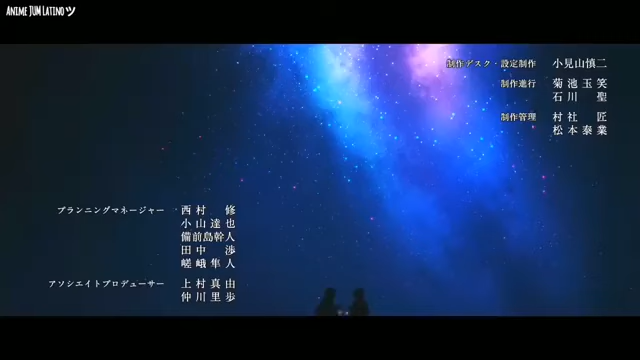 ANIME JUM LATINO ツ
制作デスク・設定制作 小見山慎二
制作進行 菊池玉笑
石川 聖
制作管理 村社 匠
松本泰業
プランニングマネージャー 西村 修
小山達也
備前島幹人
田中 渉
嵯峨隼人
アソシエイトプロデューサー 上村真由
仲川里歩